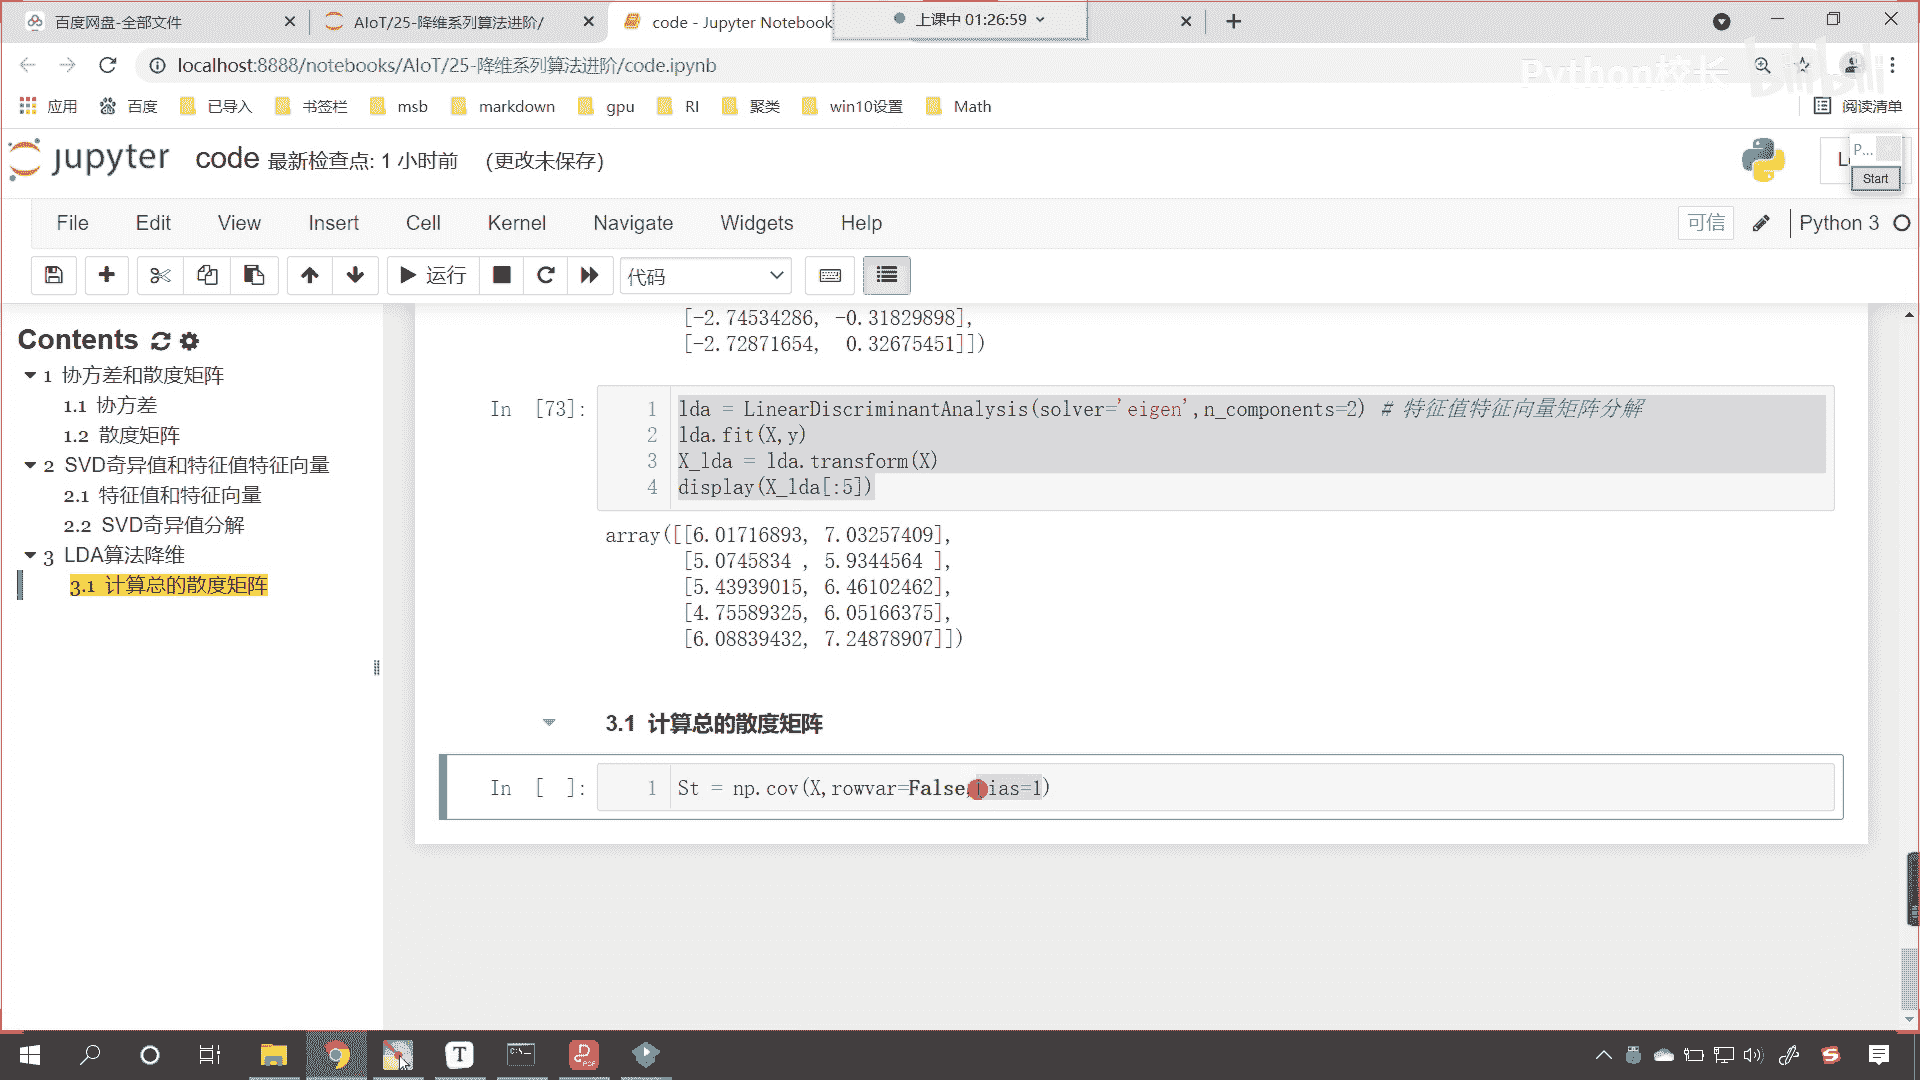 百度网盘-全部文件
AIoT/25-降维系列算法进阶/
code - Jupyter Notebook
上课中 01:26:59
localhost:8888/notebooks/AIoT/25-降维系列算法进阶/code.ipynb
Python校长
bilibili
应用 百度 已导入 书签栏 msb markdown gpu RI 聚类 win10设置 Math 阅读清单
jupyter code 最新检查点: 1 小时前 (更改未保存)
P...
Start
File Edit View Insert Cell Kernel Navigate Widgets Help 可信 Python 3
运行 代码
Contents
1 协方差和散度矩阵
1.1 协方差
1.2 散度矩阵
2 SVD奇异值和特征值特征向量
2.1 特征值和特征向量
2.2 SVD奇异值分解
3 LDA算法降维
3.1 计算总的散度矩阵
[-2.74534286, -0.31829898],
[-2.72871654, 0.32675451]])
In [73]:
1 lda = LinearDiscriminantAnalysis(solver='eigen',n_components=2) # 特征值特征向量矩阵分解
2 lda.fit(X,y)
3 X_lda = lda.transform(X)
4 display(X_lda[:5])
array([[6.01716893, 7.03257409],
[5.0745834 , 5.9344564 ],
[5.43939015, 6.46102462],
[4.75589325, 6.05166375],
[6.08839432, 7.24878907]])
3.1 计算总的散度矩阵
In [ ]:
1 St = np.cov(X,rowvar=False,bias=1)